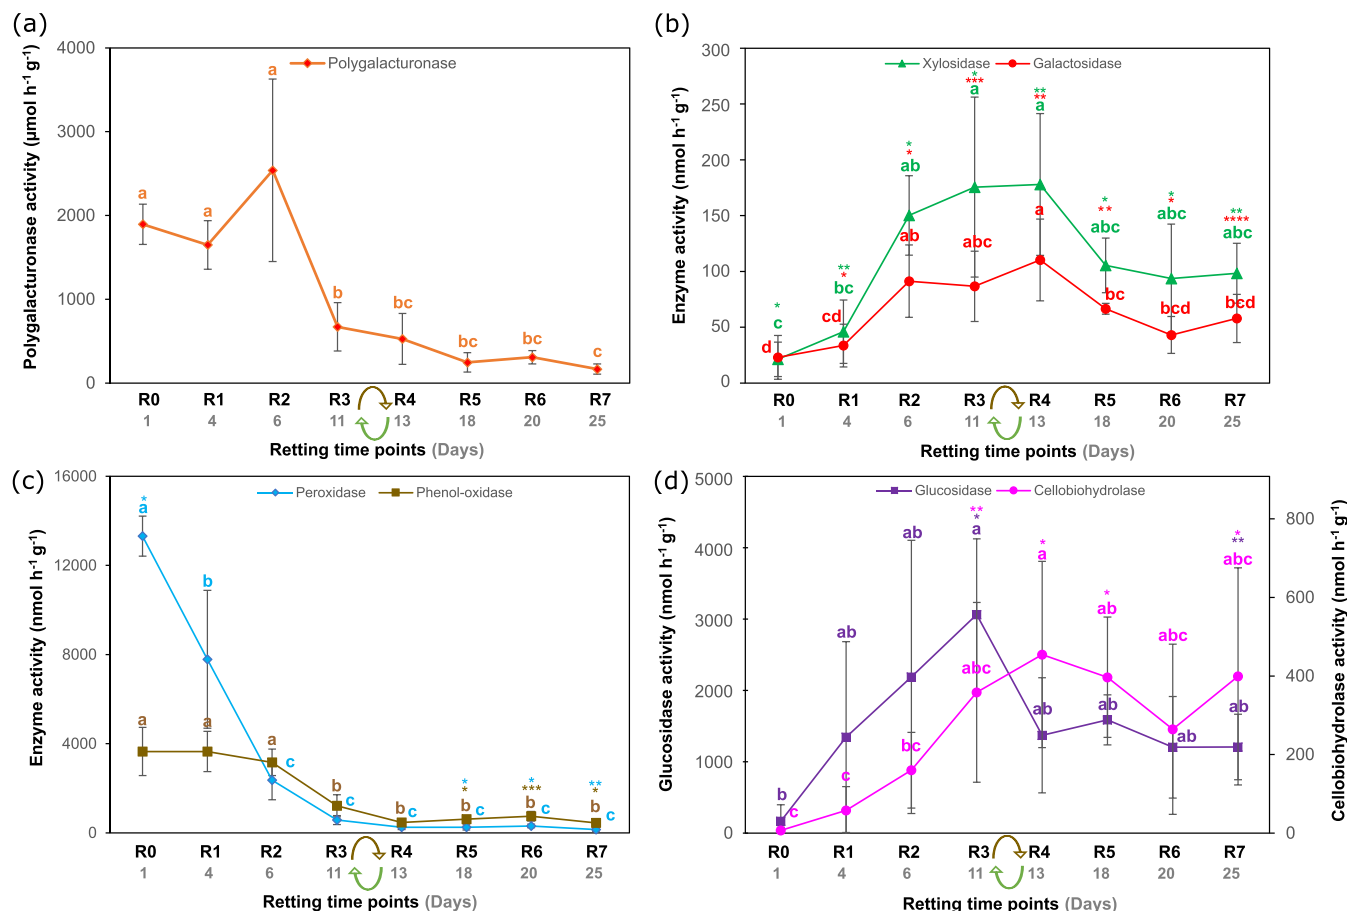 (a)
Polygalacturonase activity (µmol h⁻¹ g⁻¹)
4000
3000
2000
1000
0
Polygalacturonase
a
a
a
b
bc
bc
bc
c
R0 R1 R2 R3 R4 R5 R6 R7
1 4 6 11 13 18 20 25
Retting time points (Days)
(b)
Enzyme activity (nmol h⁻¹ g⁻¹)
300
250
200
150
100
50
0
Xylosidase Galactosidase
*
c
d
**
*
bc
cd
*
*
ab
ab
*
***
a
abc
**
**
a
a
*
**
abc
bc
*
*
abc
bcd
**
****
abc
bcd
R0 R1 R2 R3 R4 R5 R6 R7
1 4 6 11 13 18 20 25
Retting time points (Days)
(c)
Enzyme activity (nmol h⁻¹ g⁻¹)
16000
12000
8000
4000
0
Peroxidase Phenol-oxidase
*
a
a
b
a
a
c
b
c
b
c
*
*
b
c
*
***
b
c
**
*
b
c
R0 R1 R2 R3 R4 R5 R6 R7
1 4 6 11 13 18 20 25
Retting time points (Days)
(d)
Glucosidase activity (nmol h⁻¹ g⁻¹)
5000
4000
3000
2000
1000
0
Glucosidase Cellobiohydrolase
b
c
ab
c
ab
bc
**
*
a
abc
*
a
ab
*
ab
ab
abc
ab
*
**
abc
ab
800
600
400
200
0
Cellobiohydrolase activity (nmol h⁻¹ g⁻¹)
R0 R1 R2 R3 R4 R5 R6 R7
1 4 6 11 13 18 20 25
Retting time points (Days)